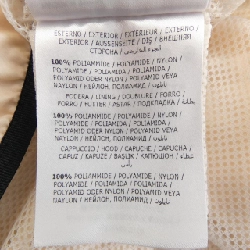 ESTERNO / EXTERIOR / EXTERIEUR / EXTERIOR
/ EXTERIOR / AUSSENSEITE / DIŞ / ВНЕШНЯЯ
СТОРОНА /
100% POLIAMMIDE / POLYAMIDE / NYLON /
POLYAMIDE / POLIAMIDA / POLIAMIDA /
POLYAMID ODER NYLON / POLYAMID VEYA
NAYLON / НЕЙЛОН, ПОЛИАМИД /
FODERA / LINING / DOUBLURE / FORRO /
FORRO / FUTTER / ASTAR / ПОДКЛАДКА /
100% POLIAMMIDE / POLYAMIDE / NYLON /
POLYAMIDE / POLIAMIDA / POLIAMIDA /
POLYAMID ODER NYLON / POLYAMID VEYA
NAYLON / НЕЙЛОН, ПОЛИАМИД /
CAPPUCCIO / HOOD / CAPUCHE / CAPUCHA /
CAPUZ / KAPUZE / BAŞLIK / КАПЮШОН /
100% POLIAMMIDE / POLYAMIDE / NYLON /
POLYAMIDE / POLIAMIDA / POLIAMIDA /
POLYAMID ODER NYLON / POLYAMID VEYA
NAYLON / НЕЙЛОН, ПОЛИАМИД /